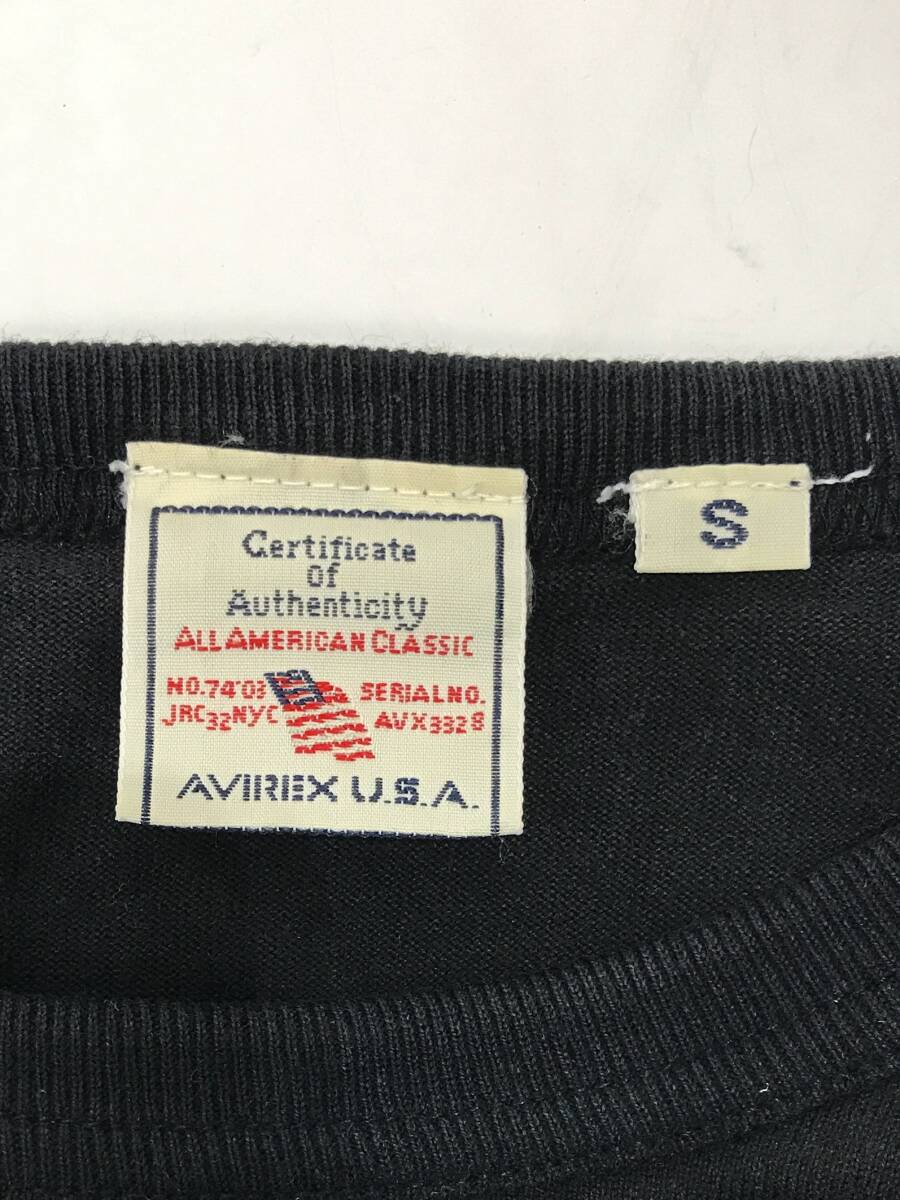 Certificate
Of
Authenticity
ALL AMERICAN CLASSIC
NO.74'03 SERIAL NO.
JRC32NYC AVX3328
AVIREX U.S.A.
S